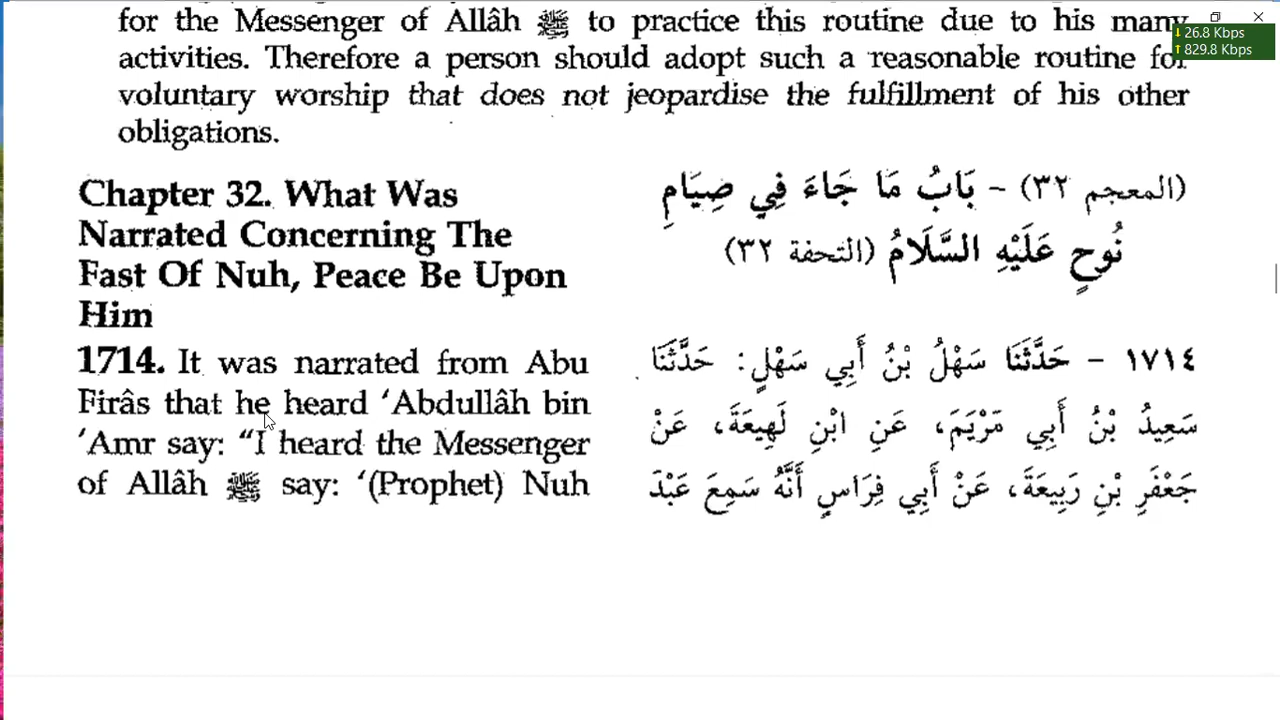 for the Messenger of Allâh ﷺ to practice this routine due to his many
activities. Therefore a person should adopt such a reasonable routine for
voluntary worship that does not jeopardise the fulfillment of his other
obligations.
26.8 Kbps
829.8 Kbps
Chapter 32. What Was
Narrated Concerning The
Fast Of Nuh, Peace Be Upon
Him
(المعجم ٣٢) - بَابُ مَا جَاءَ فِي صِيَامِ
نُوحٍ عَلَيْهِ السَّلَامُ (التحفة ٣٢)
1714. It was narrated from Abu
Firâs that he heard ‘Abdullâh bin
‘Amr say: “I heard the Messenger
of Allâh ﷺ say: ‘(Prophet) Nuh
١٧١٤ - حَدَّثَنَا سَهْلُ بْنُ أَبِي سَهْلٍ: حَدَّثَنَا
سَعِيدُ بْنُ أَبِي مَرْيَمَ، عَنِ ابْنِ لَهِيعَةَ، عَنْ
جَعْفَرِ بْنِ رَبِيعَةَ، عَنْ أَبِي فِرَاسٍ أَنَّهُ سَمِعَ عَبْدَ